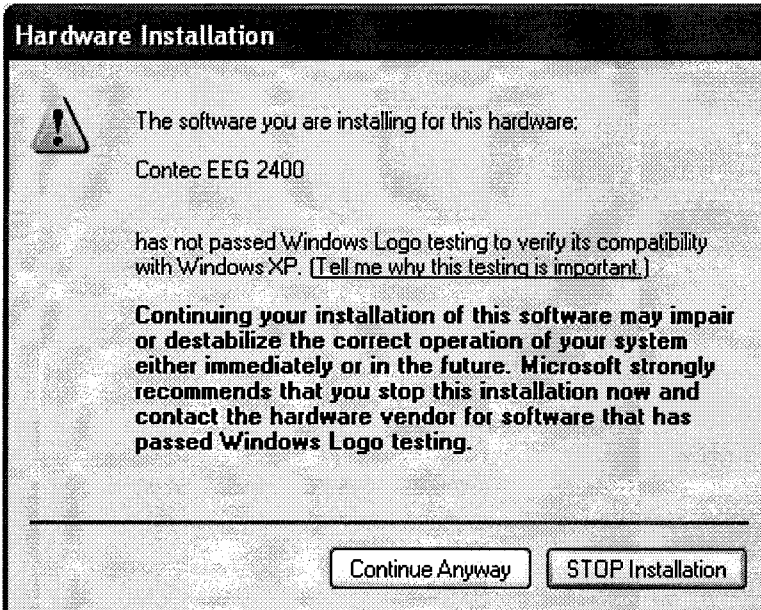 Hardware Installation
The software you are installing for this hardware:
Contec EEG 2400
has not passed Windows Logo testing to verify its compatibility
with Windows XP. (Tell me why this testing is important.)
Continuing your installation of this software may impair
or destabilize the correct operation of your system
either immediately or in the future. Microsoft strongly
recommends that you stop this installation now and
contact the hardware vendor for software that has
passed Windows Logo testing.
Continue Anyway
STOP Installation